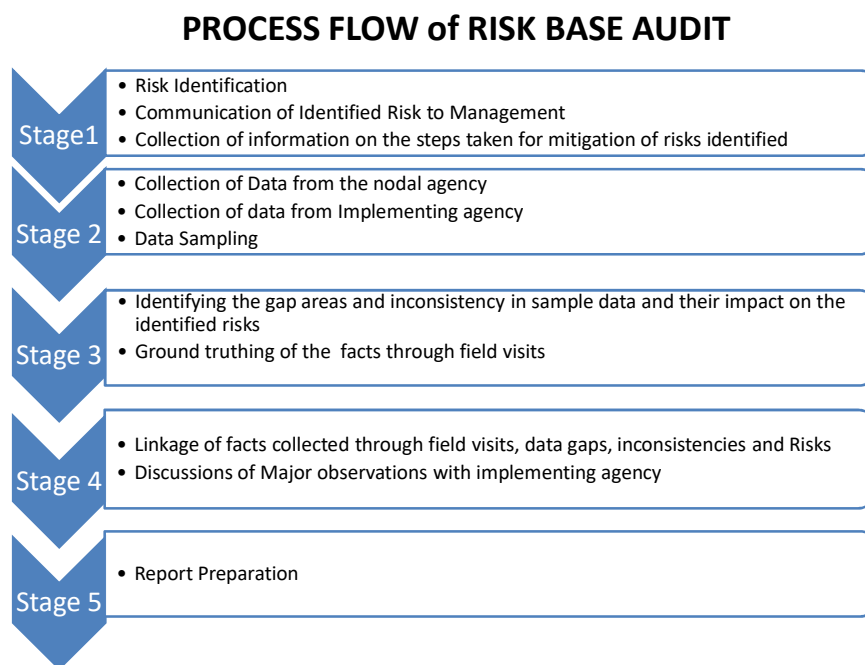 PROCESS FLOW of RISK BASE AUDIT
Stage1
• Risk Identification
• Communication of Identified Risk to Management
• Collection of information on the steps taken for mitigation of risks identified
Stage 2
• Collection of Data from the nodal agency
• Collection of data from Implementing agency
• Data Sampling
Stage 3
• Identifying the gap areas and inconsistency in sample data and their impact on the
identified risks
• Ground truthing of the facts through field visits
Stage 4
• Linkage of facts collected through field visits, data gaps, inconsistencies and Risks
• Discussions of Major observations with implementing agency
Stage 5
• Report Preparation